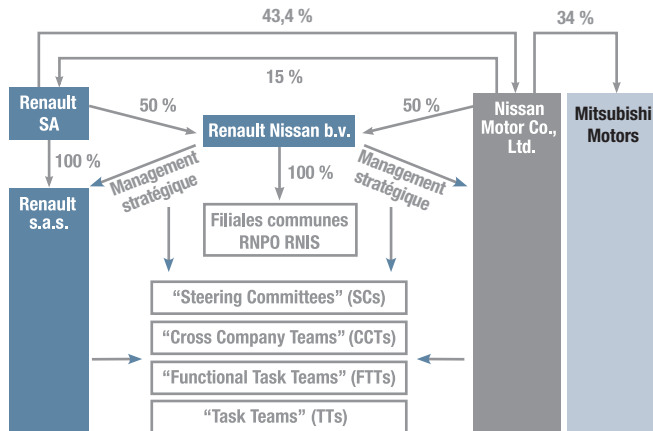 43,4 %
34 %
15 %
Renault
SA
50 %
Renault Nissan b.v.
50 %
Nissan
Motor Co.,
Ltd.
Mitsubishi
Motors
100 %
Management
stratégique
100 %
Management
stratégique
Renault
s.a.s.
Filiales communes
RNPO RNIS
“Steering Committees” (SCs)
“Cross Company Teams” (CCTs)
“Functional Task Teams” (FTTs)
“Task Teams” (TTs)